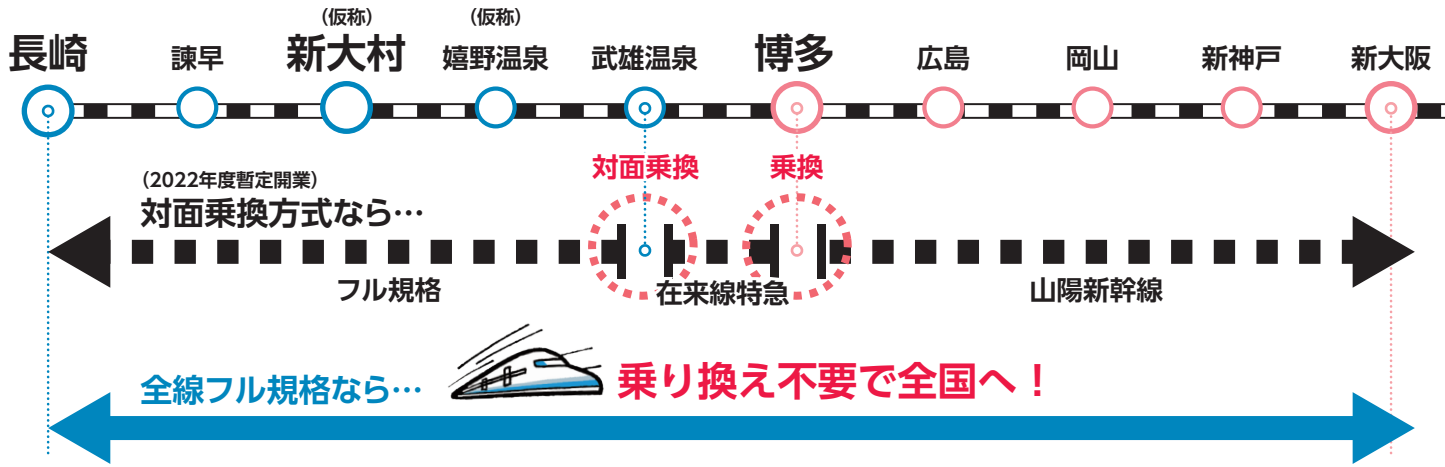 (仮称) (仮称)
長崎 諫早 新大村 嬉野温泉 武雄温泉 博多 広島 岡山 新神戸 新大阪
対面乗換 乗換
(2022年度暫定開業)
対面乗換方式なら…
フル規格 在来線特急 山陽新幹線
全線フル規格なら… 乗り換え不要で全国へ！